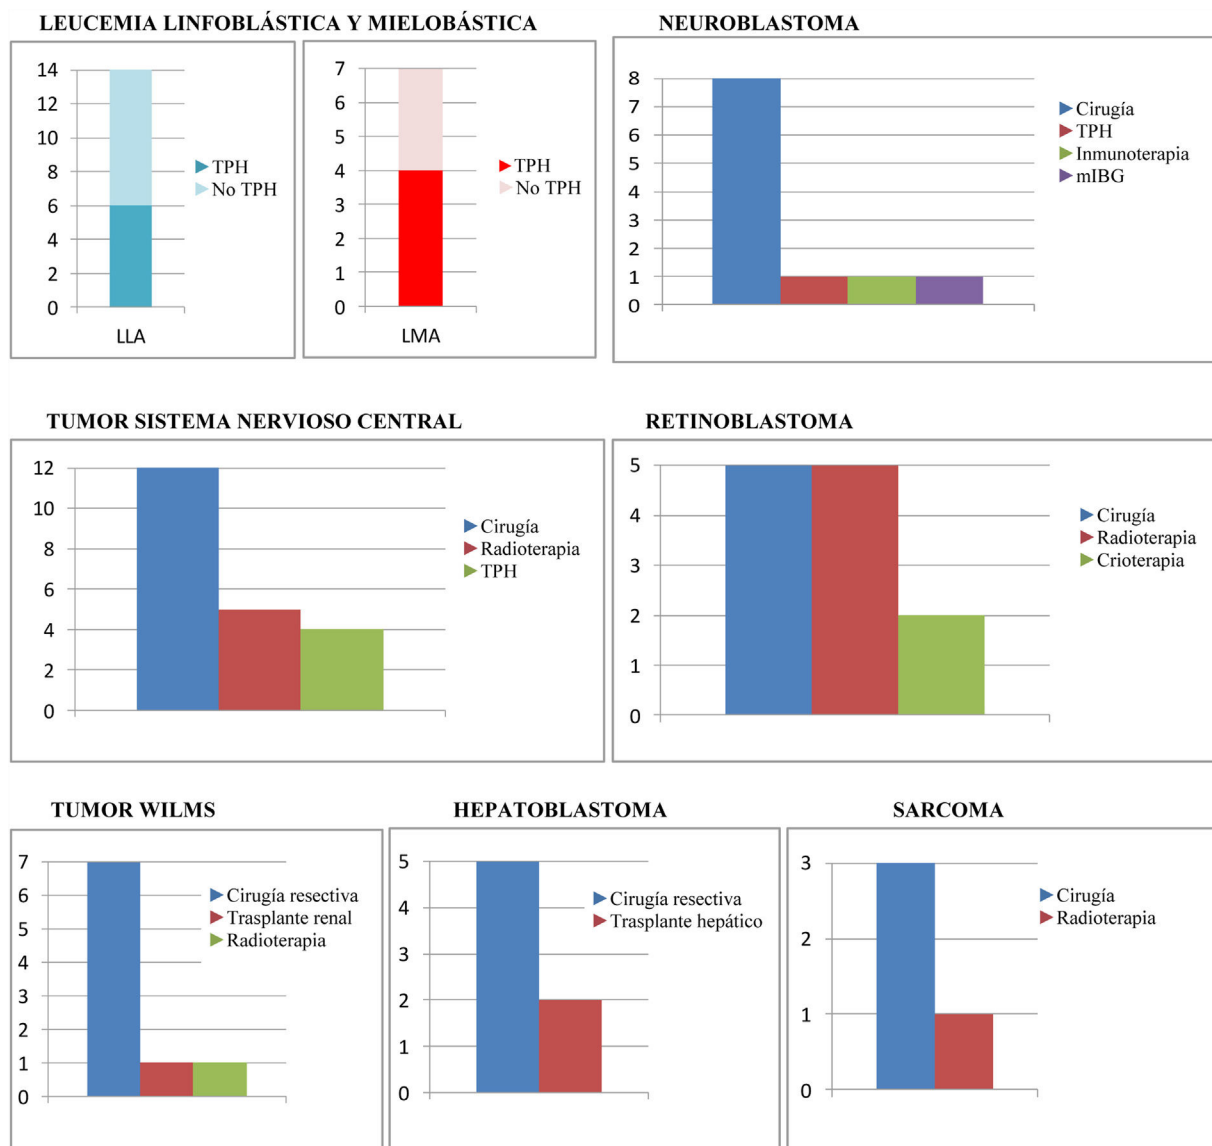 LEUCEMIA LINFOBLÁSTICA Y MIELOBÁSTICA
14
12
10
8
6
4
2
0
LLA
TPH
No TPH
7
6
5
4
3
2
1
0
LMA
TPH
No TPH
NEUROBLASTOMA
8
7
6
5
4
3
2
1
0
Cirugía
TPH
Inmunoterapia
mIBG
TUMOR SISTEMA NERVIOSO CENTRAL
12
10
8
6
4
2
0
Cirugía
Radioterapia
TPH
RETINOBLASTOMA
5
4
3
2
1
0
Cirugía
Radioterapia
Crioterapia
TUMOR WILMS
7
6
5
4
3
2
1
0
Cirugía resectiva
Trasplante renal
Radioterapia
HEPATOBLASTOMA
5
4
3
2
1
0
Cirugía resectiva
Trasplante hepático
SARCOMA
3
2
1
0
Cirugía
Radioterapia